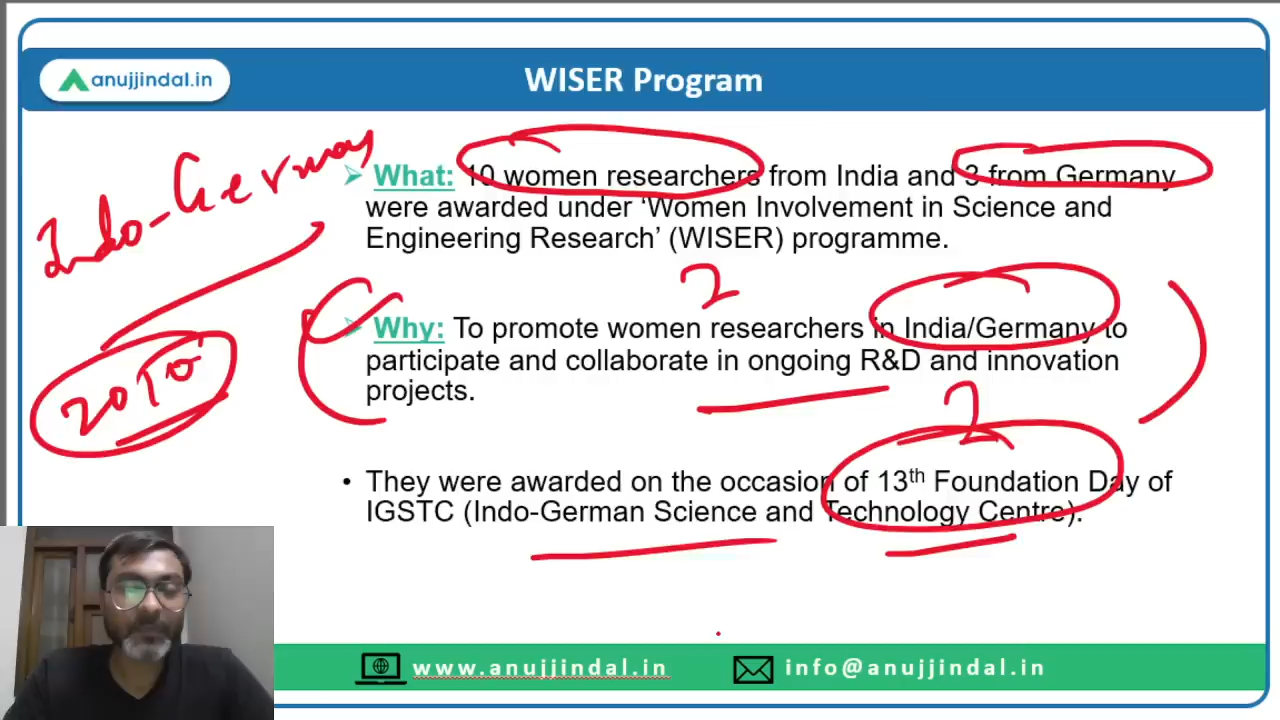 anujjindal.in
WISER Program
Indo-German
➢ What: 10 women researchers from India and 3 from Germany
were awarded under ‘Women Involvement in Science and
Engineering Research’ (WISER) programme.
2
➢ Why: To promote women researchers in India/Germany to
participate and collaborate in ongoing R&D and innovation
projects.
2
• They were awarded on the occasion of 13th Foundation Day of
IGSTC (Indo-German Science and Technology Centre).
www.anujjindal.in
info@anujjindal.in